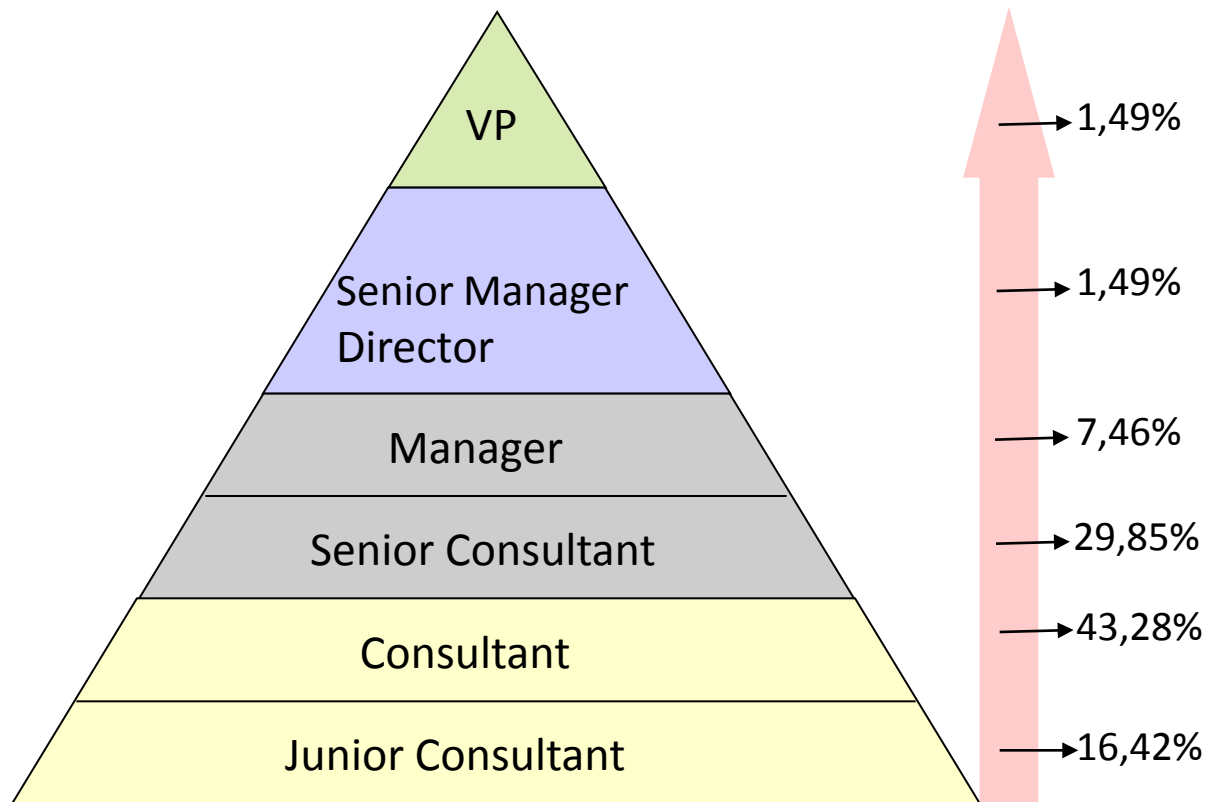 VP
1,49%
Senior Manager
Director
1,49%
Manager
7,46%
Senior Consultant
29,85%
Consultant
43,28%
Junior Consultant
16,42%